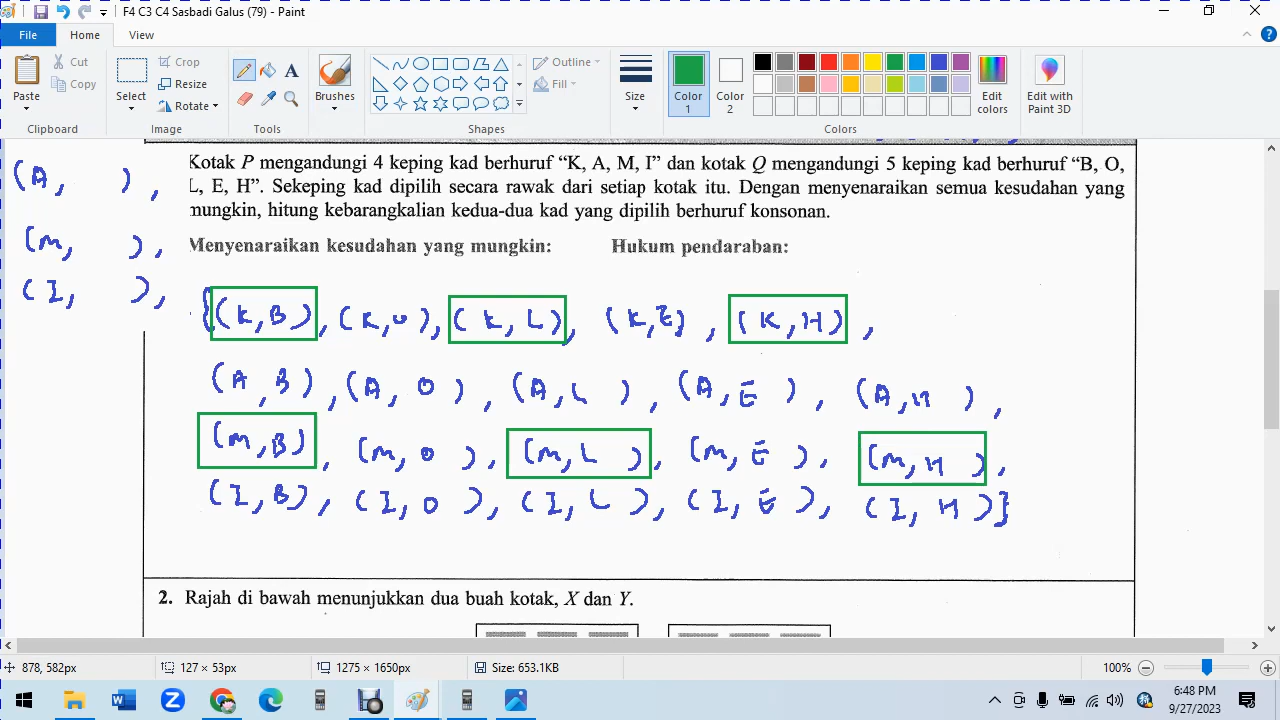 F4 C3 C4 Sasbadi Galus (79) - Paint
File Home View
Paste Cut Copy Clipboard
Select Crop Resize Rotate Image
Tools
Brushes
Outline Fill Shapes
Size
Color 1 Color 2 Edit colors Colors
Edit with Paint 3D
Kotak P mengandungi 4 keping kad berhuruf “K, A, M, I” dan kotak Q mengandungi 5 keping kad berhuruf “B, O,
L, E, H”. Sekeping kad dipilih secara rawak dari setiap kotak itu. Dengan menyenaraikan semua kesudahan yang
mungkin, hitung kebarangkalian kedua-dua kad yang dipilih berhuruf konsonan.
Menyenaraikan kesudahan yang mungkin: Hukum pendaraban:
(A, ),
(M, ),
(I, ),
{(K,B), (K,O), (K,L), (K,E), (K,H),
(A,B), (A,O), (A,L), (A,E), (A,H),
(M,B), (M,O), (M,L), (M,E), (M,H),
(I,B), (I,O), (I,L), (I,E), (I,H)}
2. Rajah di bawah menunjukkan dua buah kotak, X dan Y.
878, 582px 127 × 53px 1275 × 1650px Size: 653.1KB 100%
6:48 PM
9/27/2023